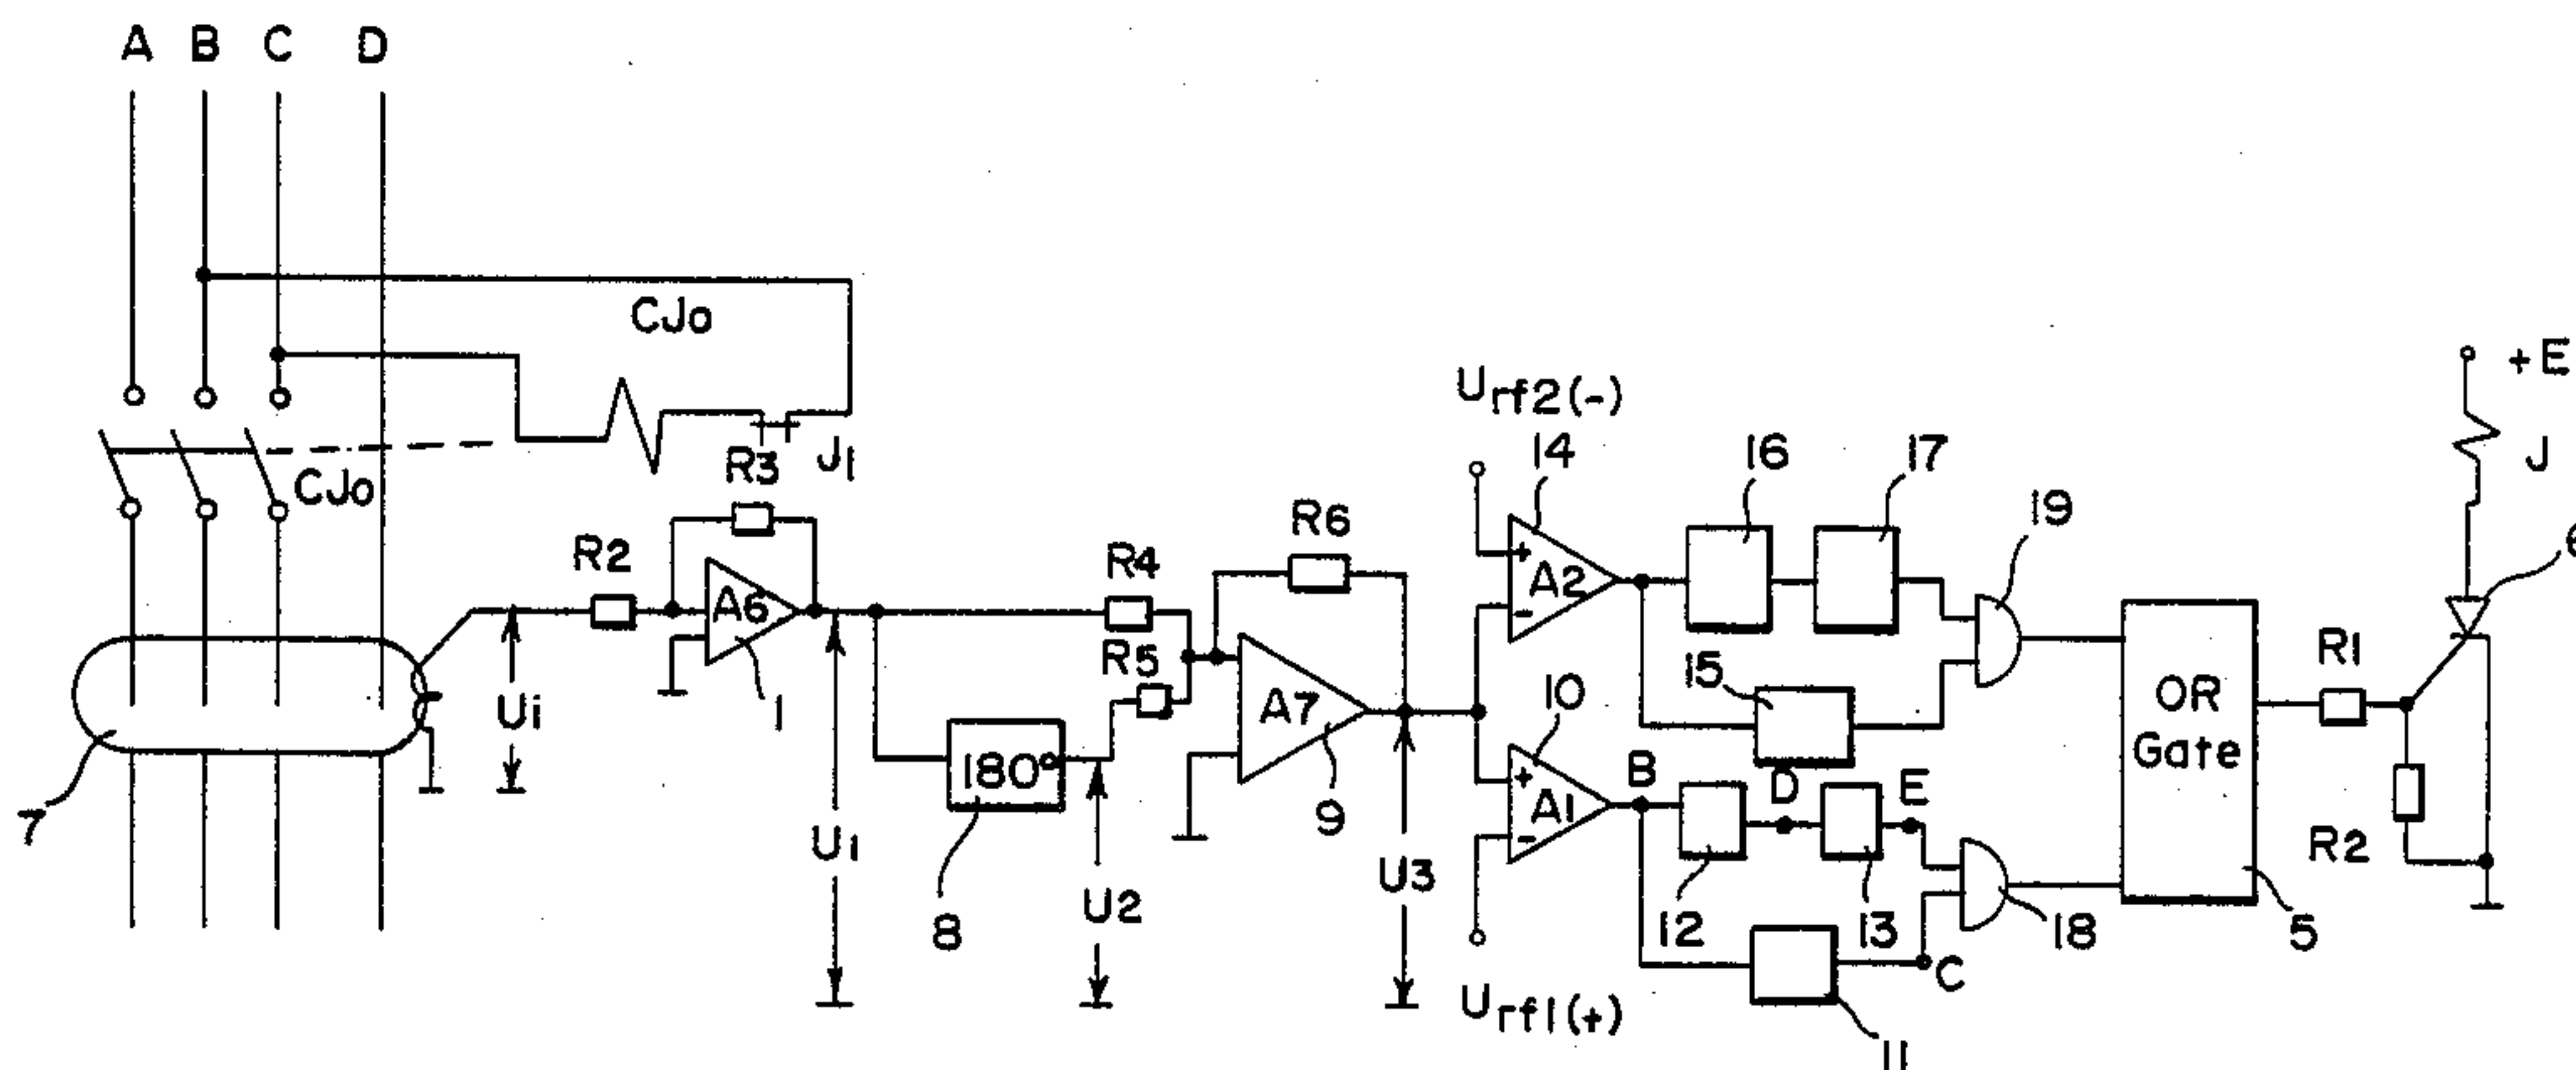 A B C D
CJo
+E
Urf2(-)
14 16 17
J
R3 J1
CJo
19
R2
R6
R4
6
A6
A2
R5
15
10
R1
OR
Gate
Ui
1
A7
180°
B D E
A1
7
U1
9
R2
8
U2
U3
12 13 18 5
C
Urf1(+)
11